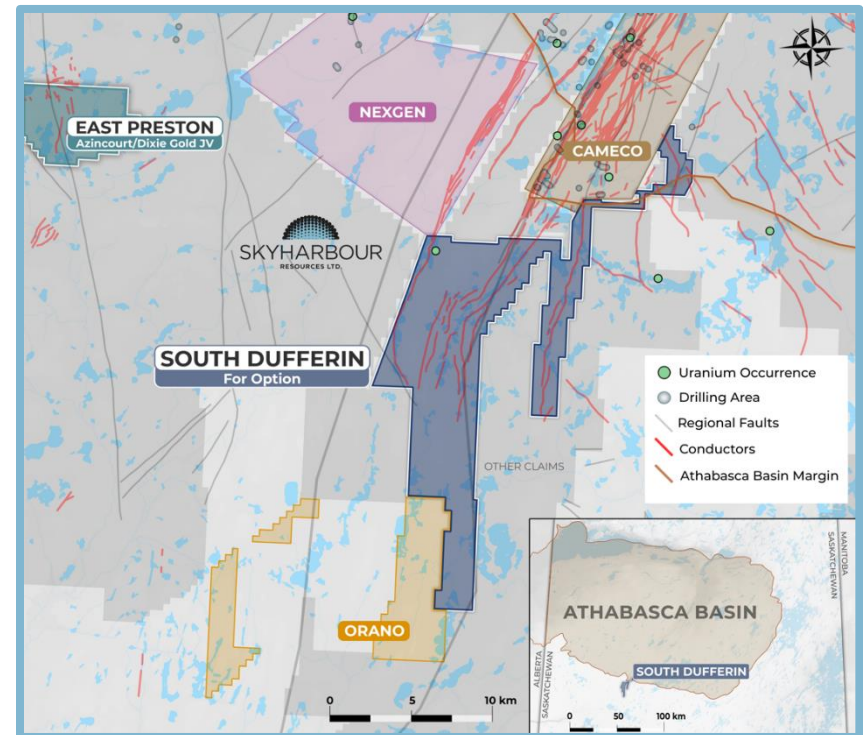 NEXGEN
EAST PRESTON
Azincourt/Dixie Gold JV
CAMECO
SKYHARBOUR
RESOURCES LTD.
SOUTH DUFFERIN
For Option
Uranium Occurrence
Drilling Area
Regional Faults
Conductors
Athabasca Basin Margin
OTHER CLAIMS
ORANO
0 5 10 km
MANITOBA
SASKATCHEWAN
ATHABASCA BASIN
SOUTH DUFFERIN
ALBERTA
SASKATCHEWAN
0 50 100 km